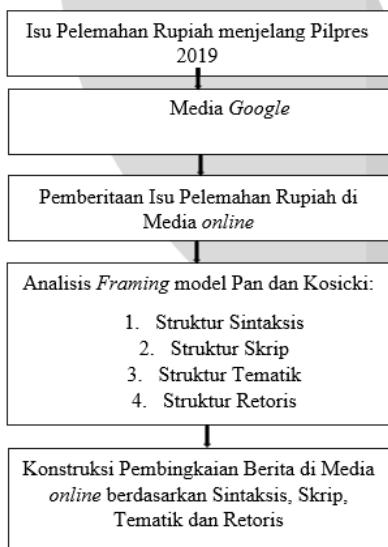 Isu Pelemahan Rupiah menjelang Pilpres
2019
Media Google
Pemberitaan Isu Pelemahan Rupiah di
Media online
Analisis Framing model Pan dan Kosicki:
1. Struktur Sintaksis
2. Struktur Skrip
3. Struktur Tematik
4. Struktur Retoris
Konstruksi Pembingkaian Berita di Media
online berdasarkan Sintaksis, Skrip,
Tematik dan Retoris